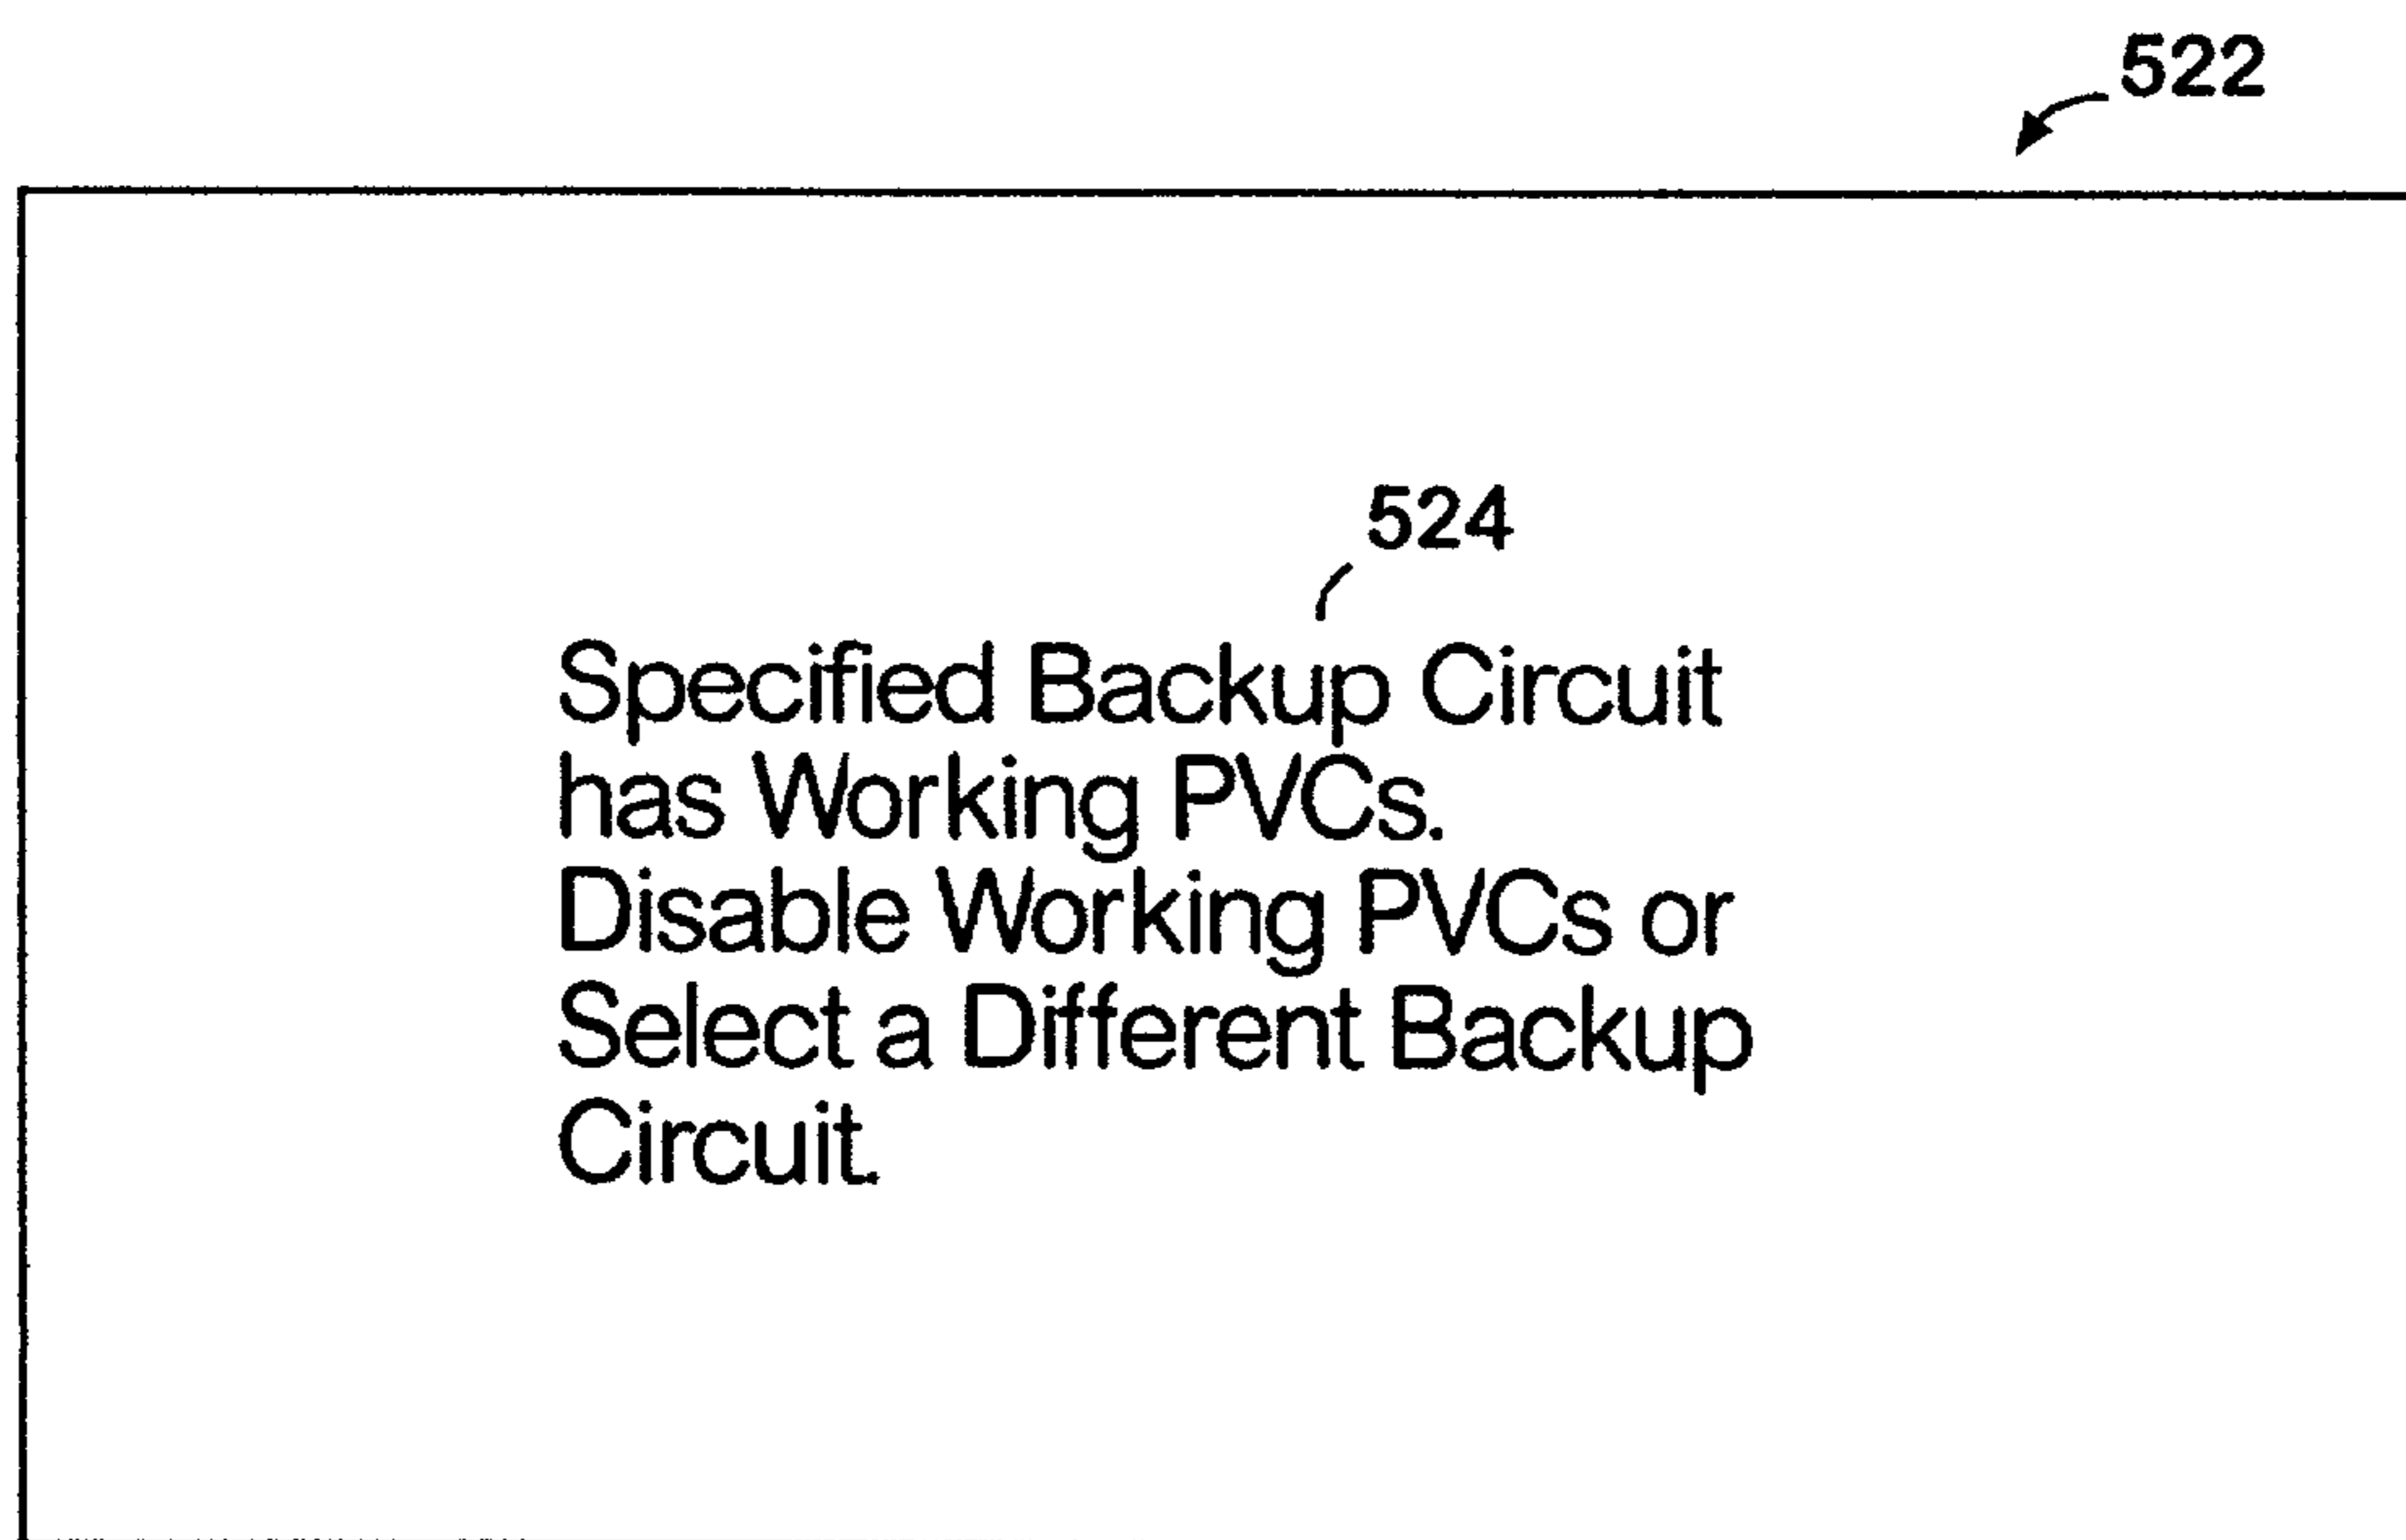 522
524
Specified Backup Circuit
has Working PVCs.
Disable Working PVCs or
Select a Different Backup
Circuit.